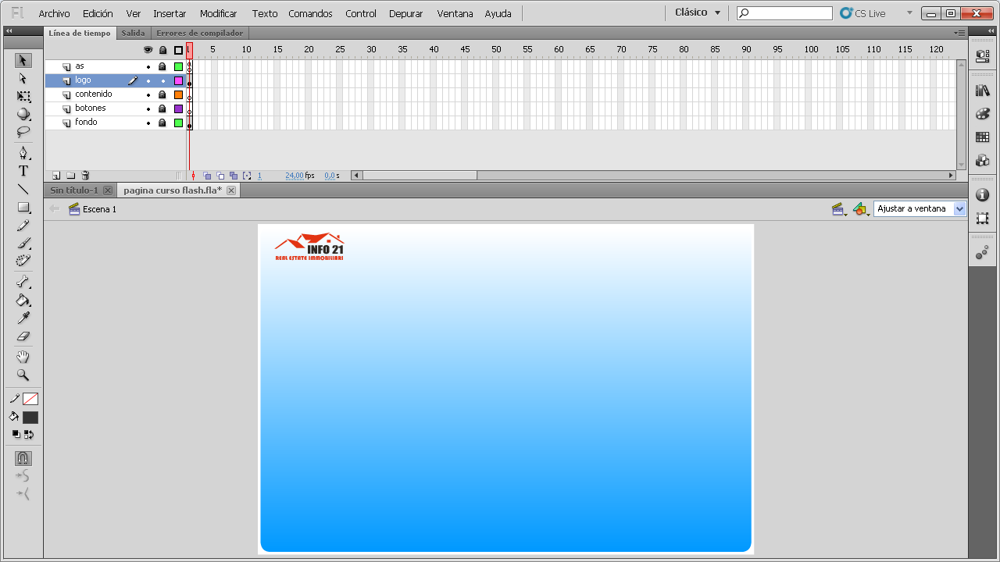 Fl Archivo Edición Ver Insertar Modificar Texto Comandos Control Depurar Ventana Ayuda Clásico CS Live
Línea de tiempo Salida Errores de compilador
1 5 10 15 20 25 30 35 40 45 50 55 60 65 70 75 80 85 90 95 100 105 110 115 120
as
logo
contenido
botones
fondo
1 24,00 fps 0,0 s
Sin título-1 pagina curso flash.fla*
Escena 1 Ajustar a ventana
INFO 21
REAL ESTATE IMMOBILIARI
T